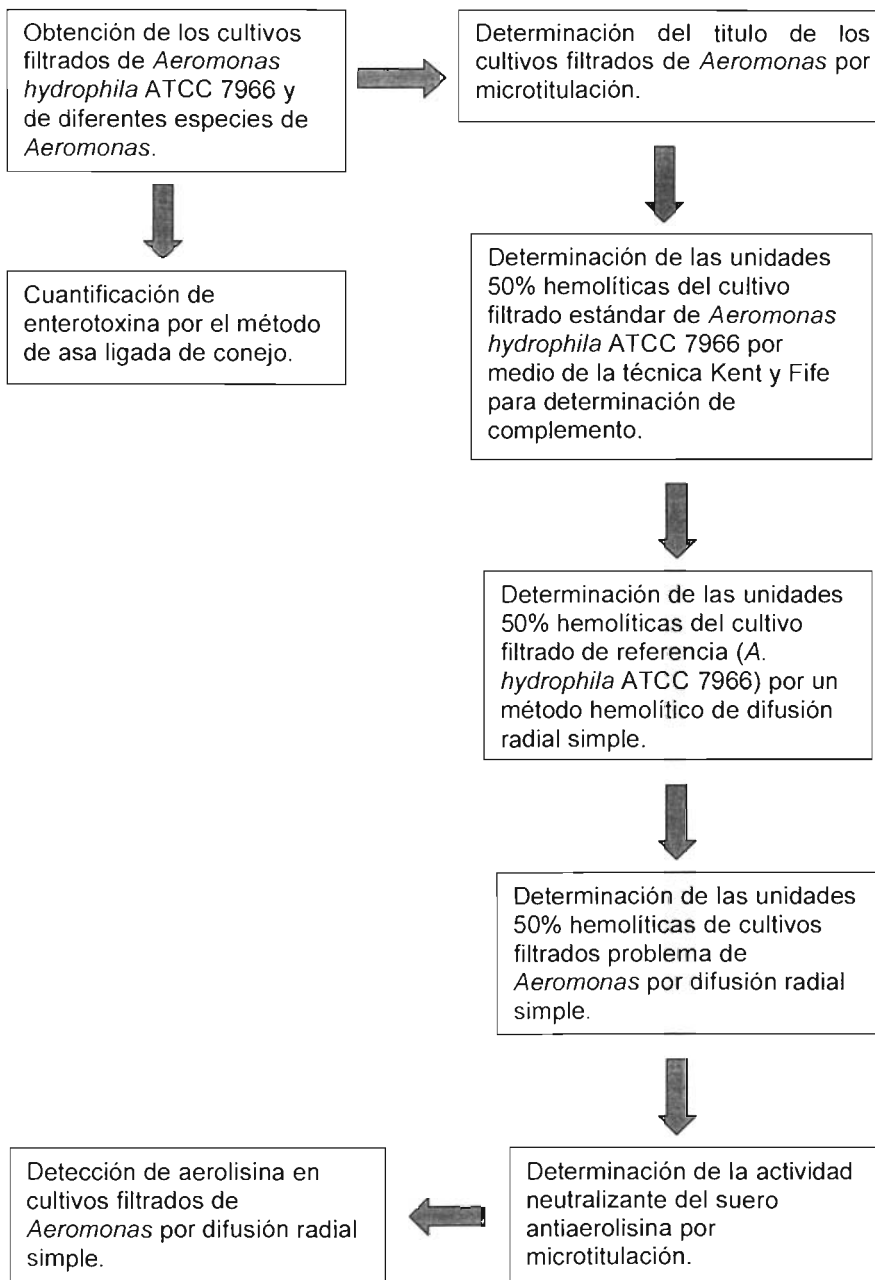 Obtención de los cultivos
filtrados de Aeromonas
hydrophila ATCC 7966 y
de diferentes especies de
Aeromonas.
Determinación del titulo de los
cultivos filtrados de Aeromonas por
microtitulación.
Cuantificación de
enterotoxina por el método
de asa ligada de conejo.
Determinación de las unidades
50% hemolíticas del cultivo
filtrado estándar de Aeromonas
hydrophila ATCC 7966 por
medio de la técnica Kent y Fife
para determinación de
complemento.
Determinación de las unidades
50% hemolíticas del cultivo
filtrado de referencia (A.
hydrophila ATCC 7966) por un
método hemolítico de difusión
radial simple.
Determinación de las unidades
50% hemolíticas de cultivos
filtrados problema de
Aeromonas por difusión radial
simple.
Determinación de la actividad
neutralizante del suero
antiaerolisina por
microtitulación.
Detección de aerolisina en
cultivos filtrados de
Aeromonas por difusión radial
simple.